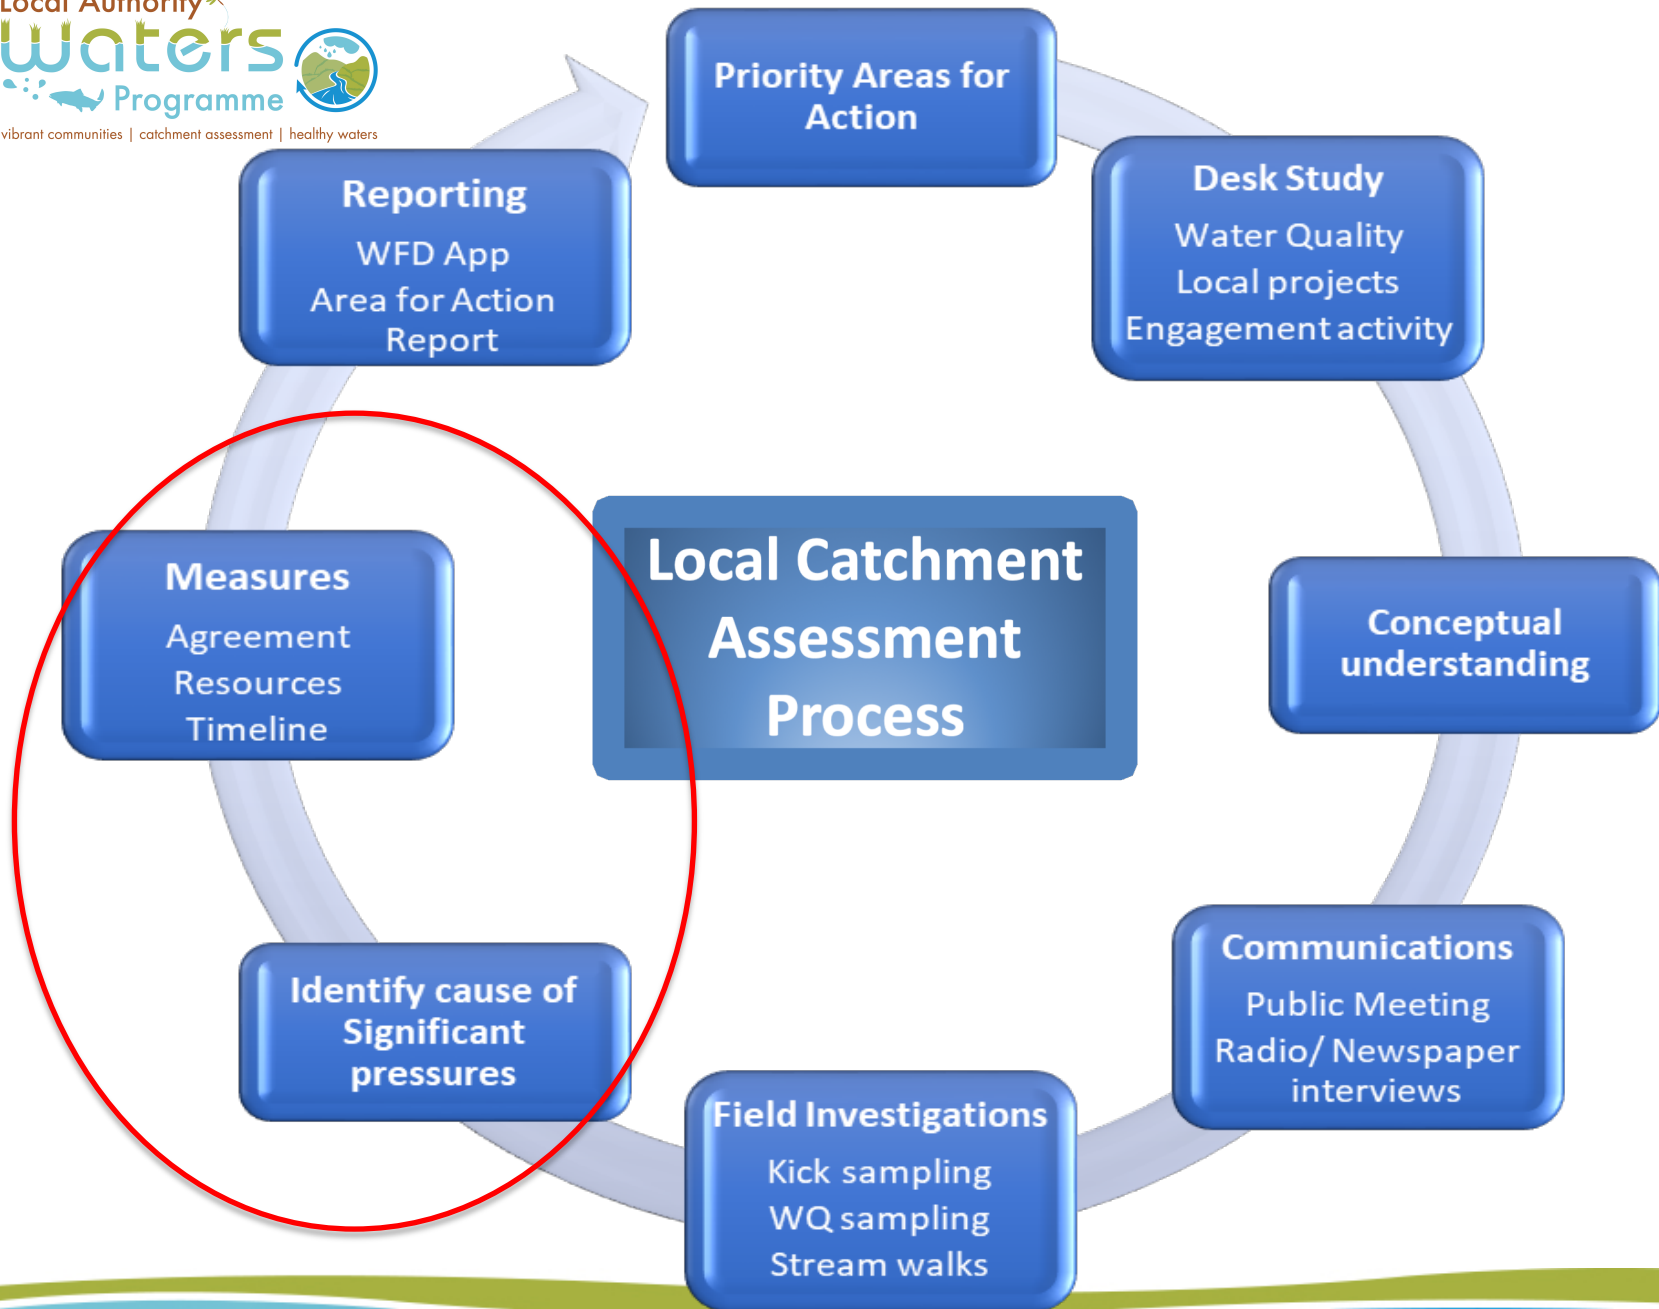 Local Authority
Waters
Programme
vibrant communities | catchment assessment | healthy waters
Priority Areas for
Action
Desk Study
Water Quality
Local projects
Engagement activity
Conceptual
understanding
Communications
Public Meeting
Radio/ Newspaper
interviews
Field Investigations
Kick sampling
WQ sampling
Stream walks
Identify cause of
Significant
pressures
Measures
Agreement
Resources
Timeline
Reporting
WFD App
Area for Action
Report
Local Catchment
Assessment
Process